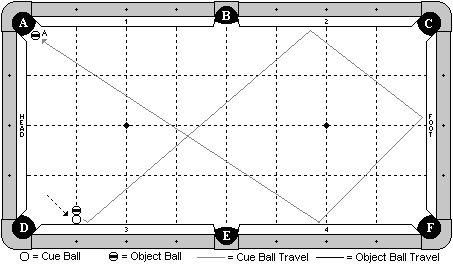 A B C
1 2
A
HEAD
FOOT
D E F
3 4
= Cue Ball = Object Ball = Cue Ball Travel = Object Ball Travel